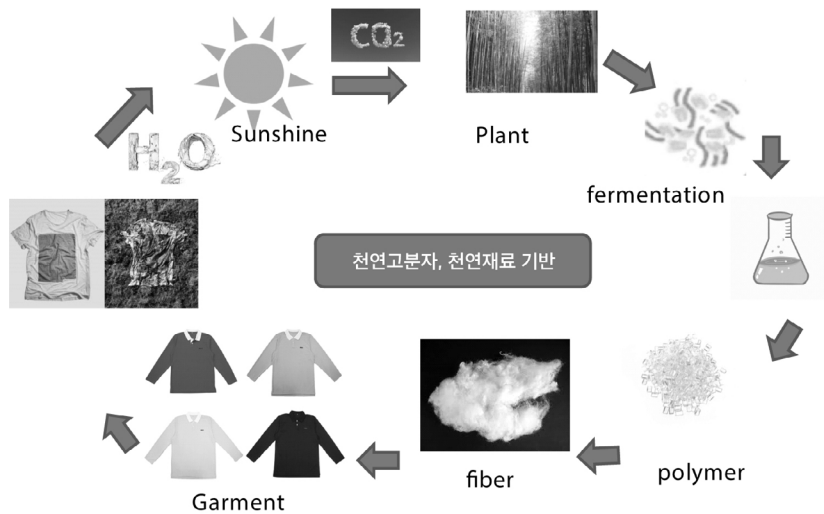 CO2
Sunshine
H2O
Plant
fermentation
천연고분자, 천연재료 기반
polymer
fiber
Garment